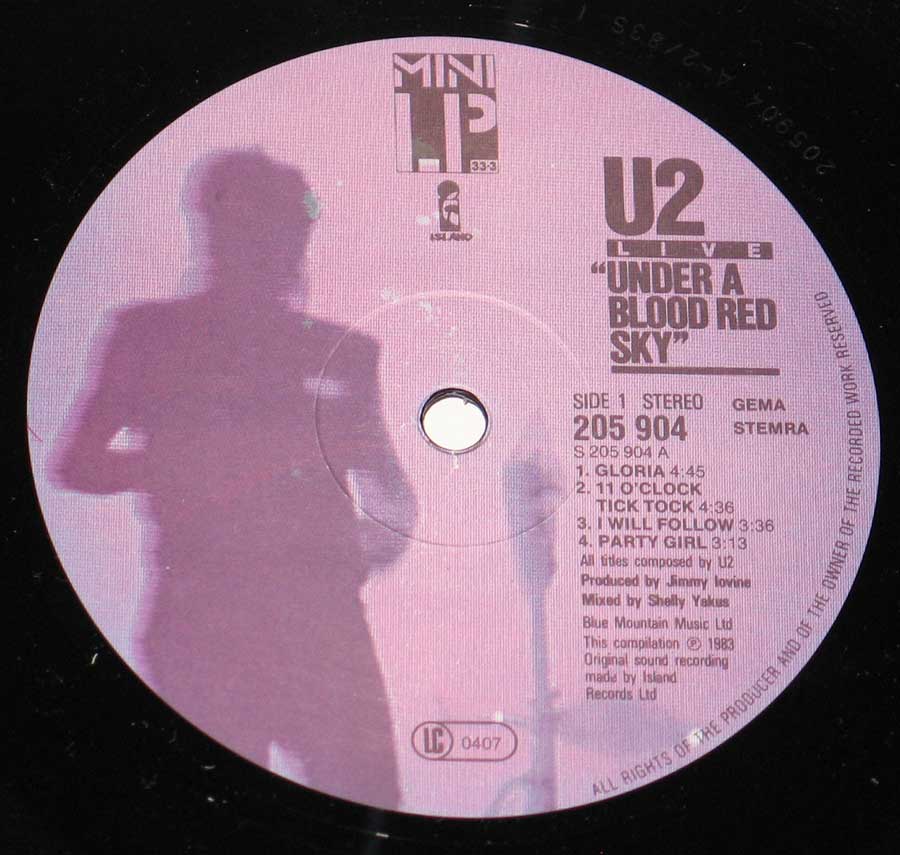 MINI
LP
33·3
ISLAND
U2
LIVE
“UNDER A
BLOOD RED
SKY”
SIDE 1 STEREO
GEMA
205 904
STEMRA
S 205 904 A
1. GLORIA 4:45
2. 11 O'CLOCK
TICK TOCK 4:36
3. I WILL FOLLOW 3:36
4. PARTY GIRL 3:13
All titles composed by U2
Produced by Jimmy Iovine
Mixed by Shelly Yakus
Blue Mountain Music Ltd
This compilation ℗ 1983
Original sound recording
made by Island
Records Ltd
LC 0407
ALL RIGHTS OF THE PRODUCER AND OF THE OWNER OF THE RECORDED WORK RESERVED
205904 A-2/83S